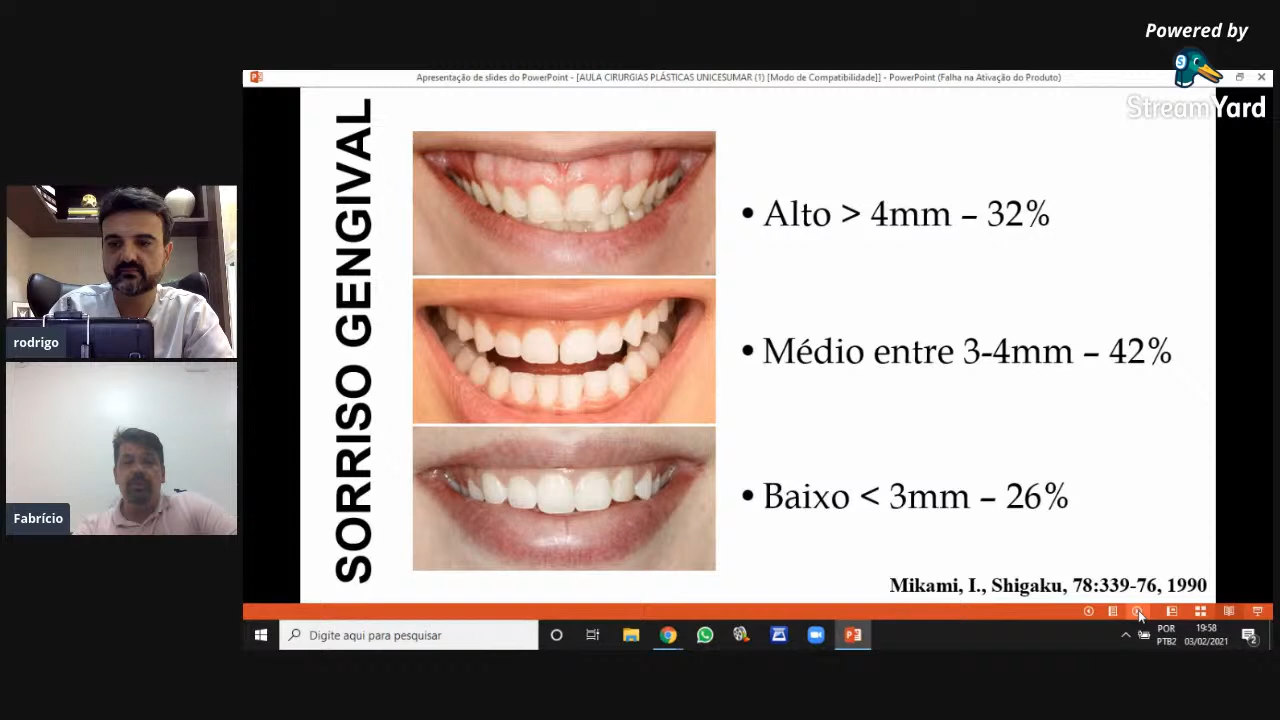 Powered by
StreamYard
Apresentação de slides do PowerPoint - [AULA CIRURGIAS PLÁSTICAS UNICESUMAR (1) [Modo de Compatibilidade]] - PowerPoint (Falha na Ativação do Produto)
SORRISO GENGIVAL
• Alto > 4mm – 32%
• Médio entre 3-4mm – 42%
• Baixo < 3mm – 26%
Mikami, I., Shigaku, 78:339-76, 1990
rodrigo
Fabrício
Digite aqui para pesquisar
POR
PTB2
19:58
03/02/2021
2